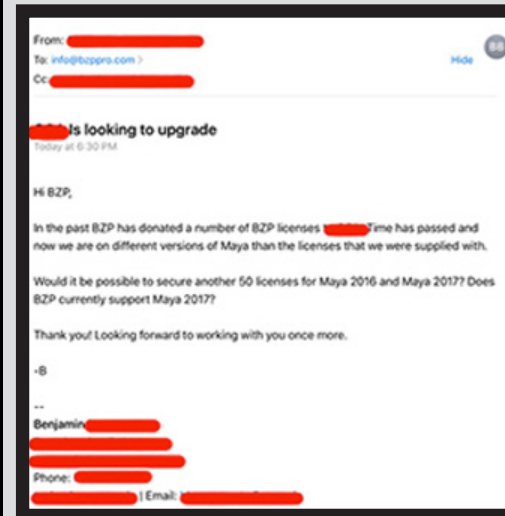 From:
To: info@bzppro.com > Hide BB
Cc:
Is looking to upgrade
Today at 6:30 PM
Hi BZP,
In the past BZP has donated a number of BZP licenses Time has passed and
now we are on different versions of Maya than the licenses that we were supplied with.
Would it be possible to secure another 50 licenses for Maya 2016 and Maya 2017? Does
BZP currently support Maya 2017?
Thank you! Looking forward to working with you once more.
-B
--
Benjamin
Phone:
| Email: